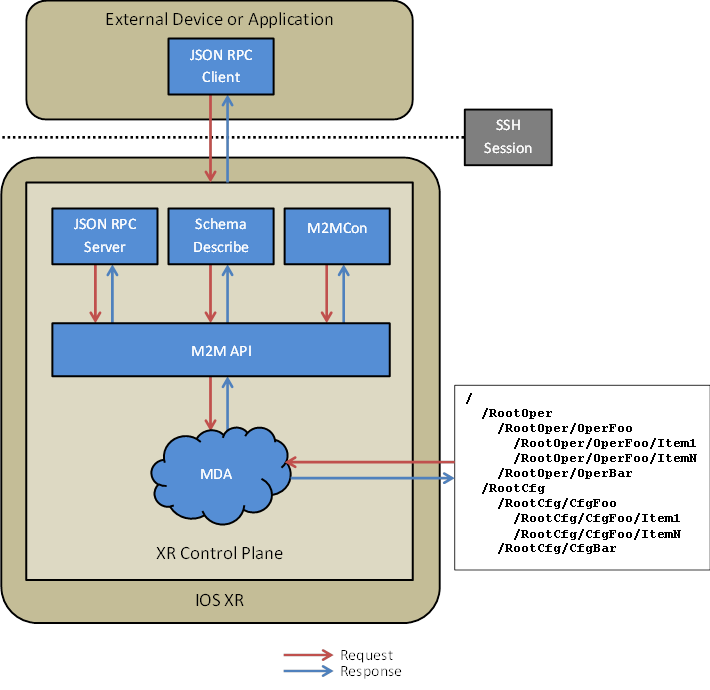 External Device or Application
JSON RPC
Client
SSH
Session
JSON RPC
Server
Schema
Describe
M2MCon
M2M API
MDA
/
/RootOper
/RootOper/OperFoo
/RootOper/OperFoo/Item1
/RootOper/OperFoo/ItemN
/RootOper/OperBar
/RootCfg
/RootCfg/CfgFoo
/RootCfg/CfgFoo/Item1
/RootCfg/CfgFoo/ItemN
/RootCfg/CfgBar
XR Control Plane
IOS XR
Request
Response